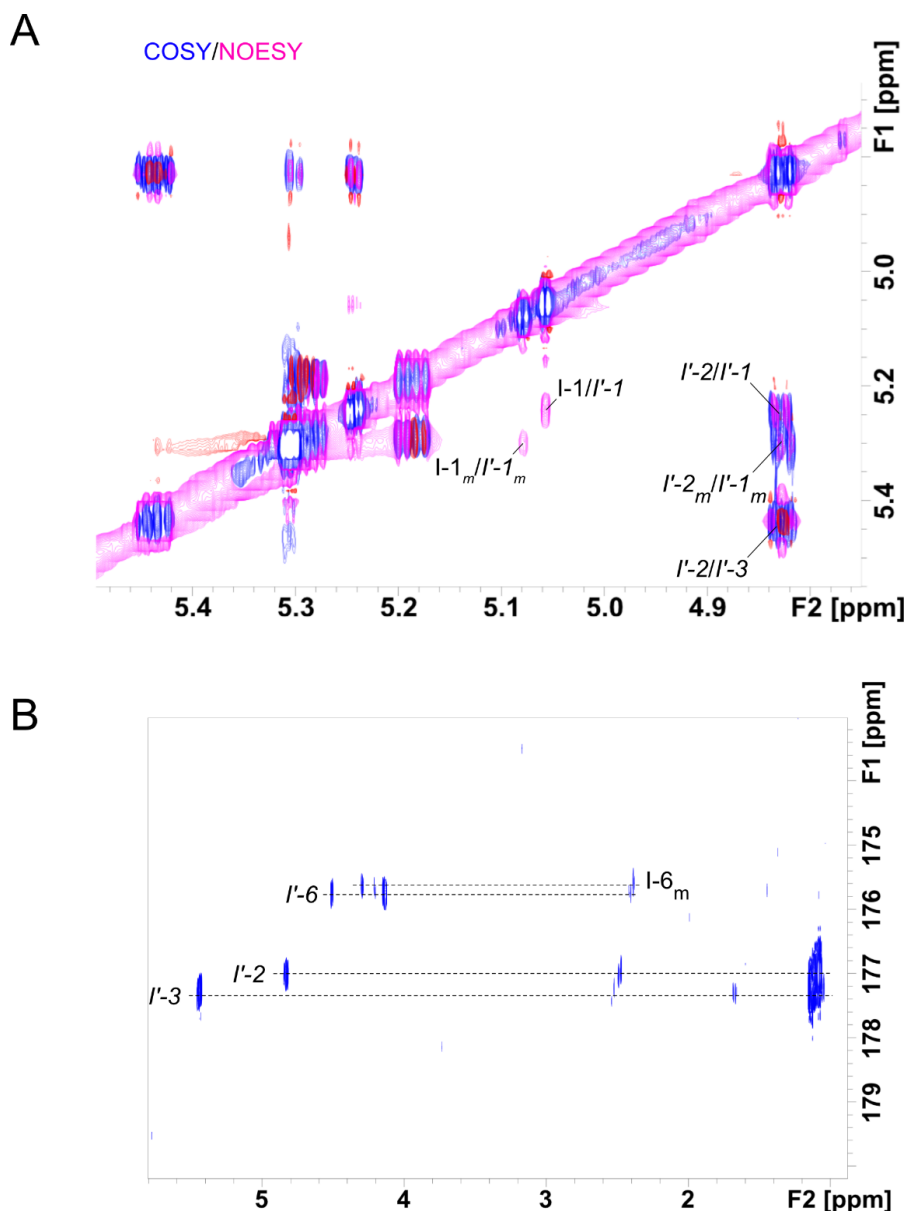 A
COSY/NOESY
F1 [ppm]
5.0
5.2
5.4
I'-2/I'-1
I-1/I'-1
I-1m/I'-1m
I'-2m/I'-1m
I'-2/I'-3
5.4 5.3 5.2 5.1 5.0 4.9 F2 [ppm]
B
F1 [ppm]
175
I'-6 I-6m
176
I'-2
177
I'-3
178
179
5 4 3 2 F2 [ppm]